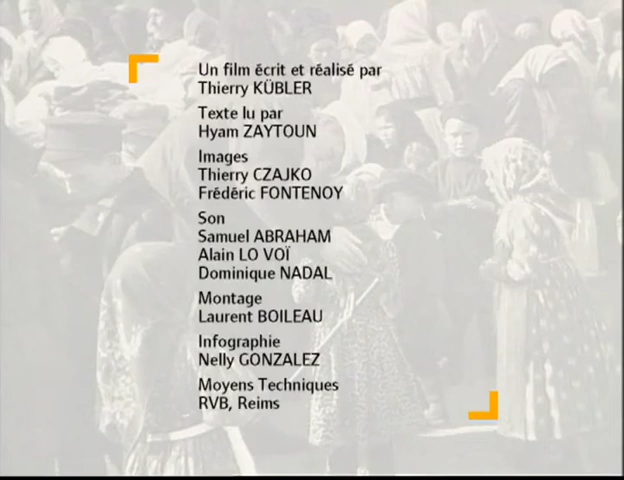 Un film écrit et réalisé par
Thierry KÜBLER
Texte lu par
Hyam ZAYTOUN
Images
Thierry CZAJKO
Frédéric FONTENOY
Son
Samuel ABRAHAM
Alain LO VOÏ
Dominique NADAL
Montage
Laurent BOILEAU
Infographie
Nelly GONZALEZ
Moyens Techniques
RVB, Reims